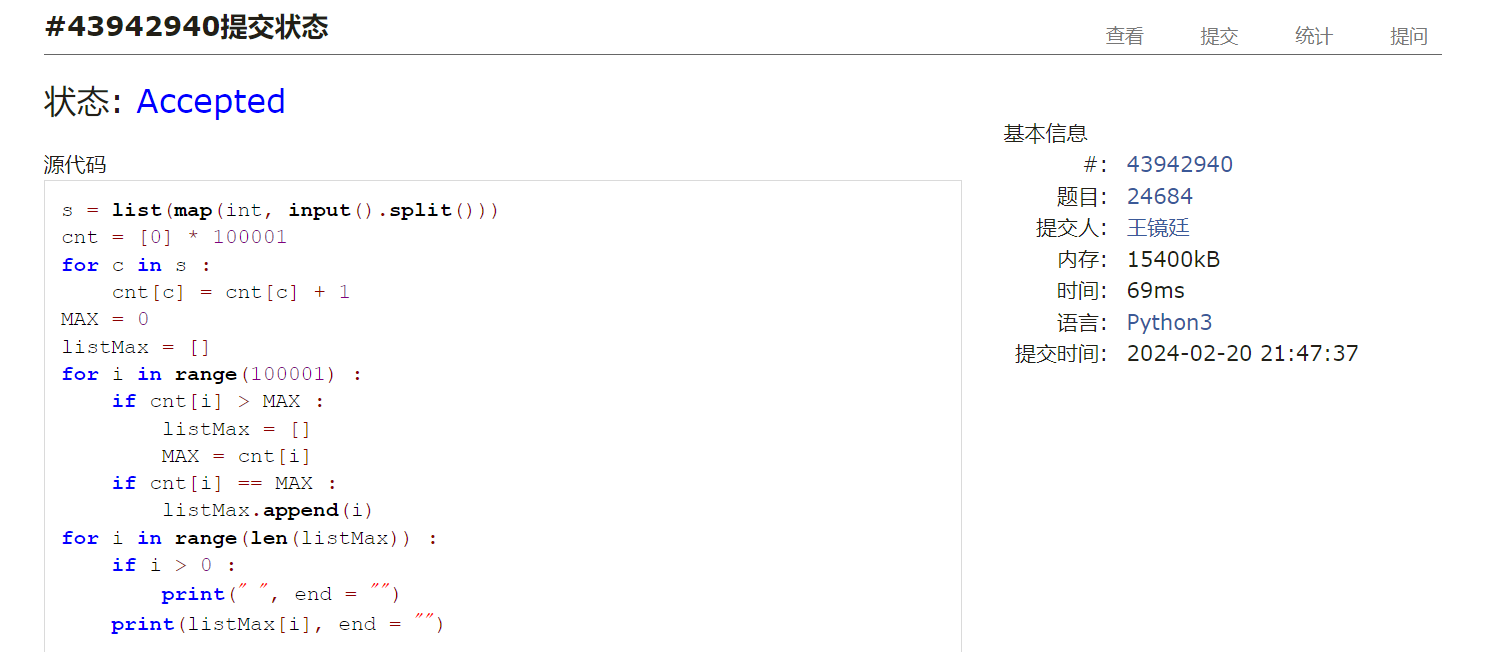 #43942940提交状态
查看 提交 统计 提问
状态: Accepted
源代码
s = list(map(int, input().split()))
cnt = [0] * 100001
for c in s :
    cnt[c] = cnt[c] + 1
MAX = 0
listMax = []
for i in range(100001) :
    if cnt[i] > MAX :
        listMax = []
        MAX = cnt[i]
    if cnt[i] == MAX :
        listMax.append(i)
for i in range(len(listMax)) :
    if i > 0 :
        print(" ", end = "")
    print(listMax[i], end = "")
基本信息
#: 43942940
题目: 24684
提交人: 王镜廷
内存: 15400kB
时间: 69ms
语言: Python3
提交时间: 2024-02-20 21:47:37